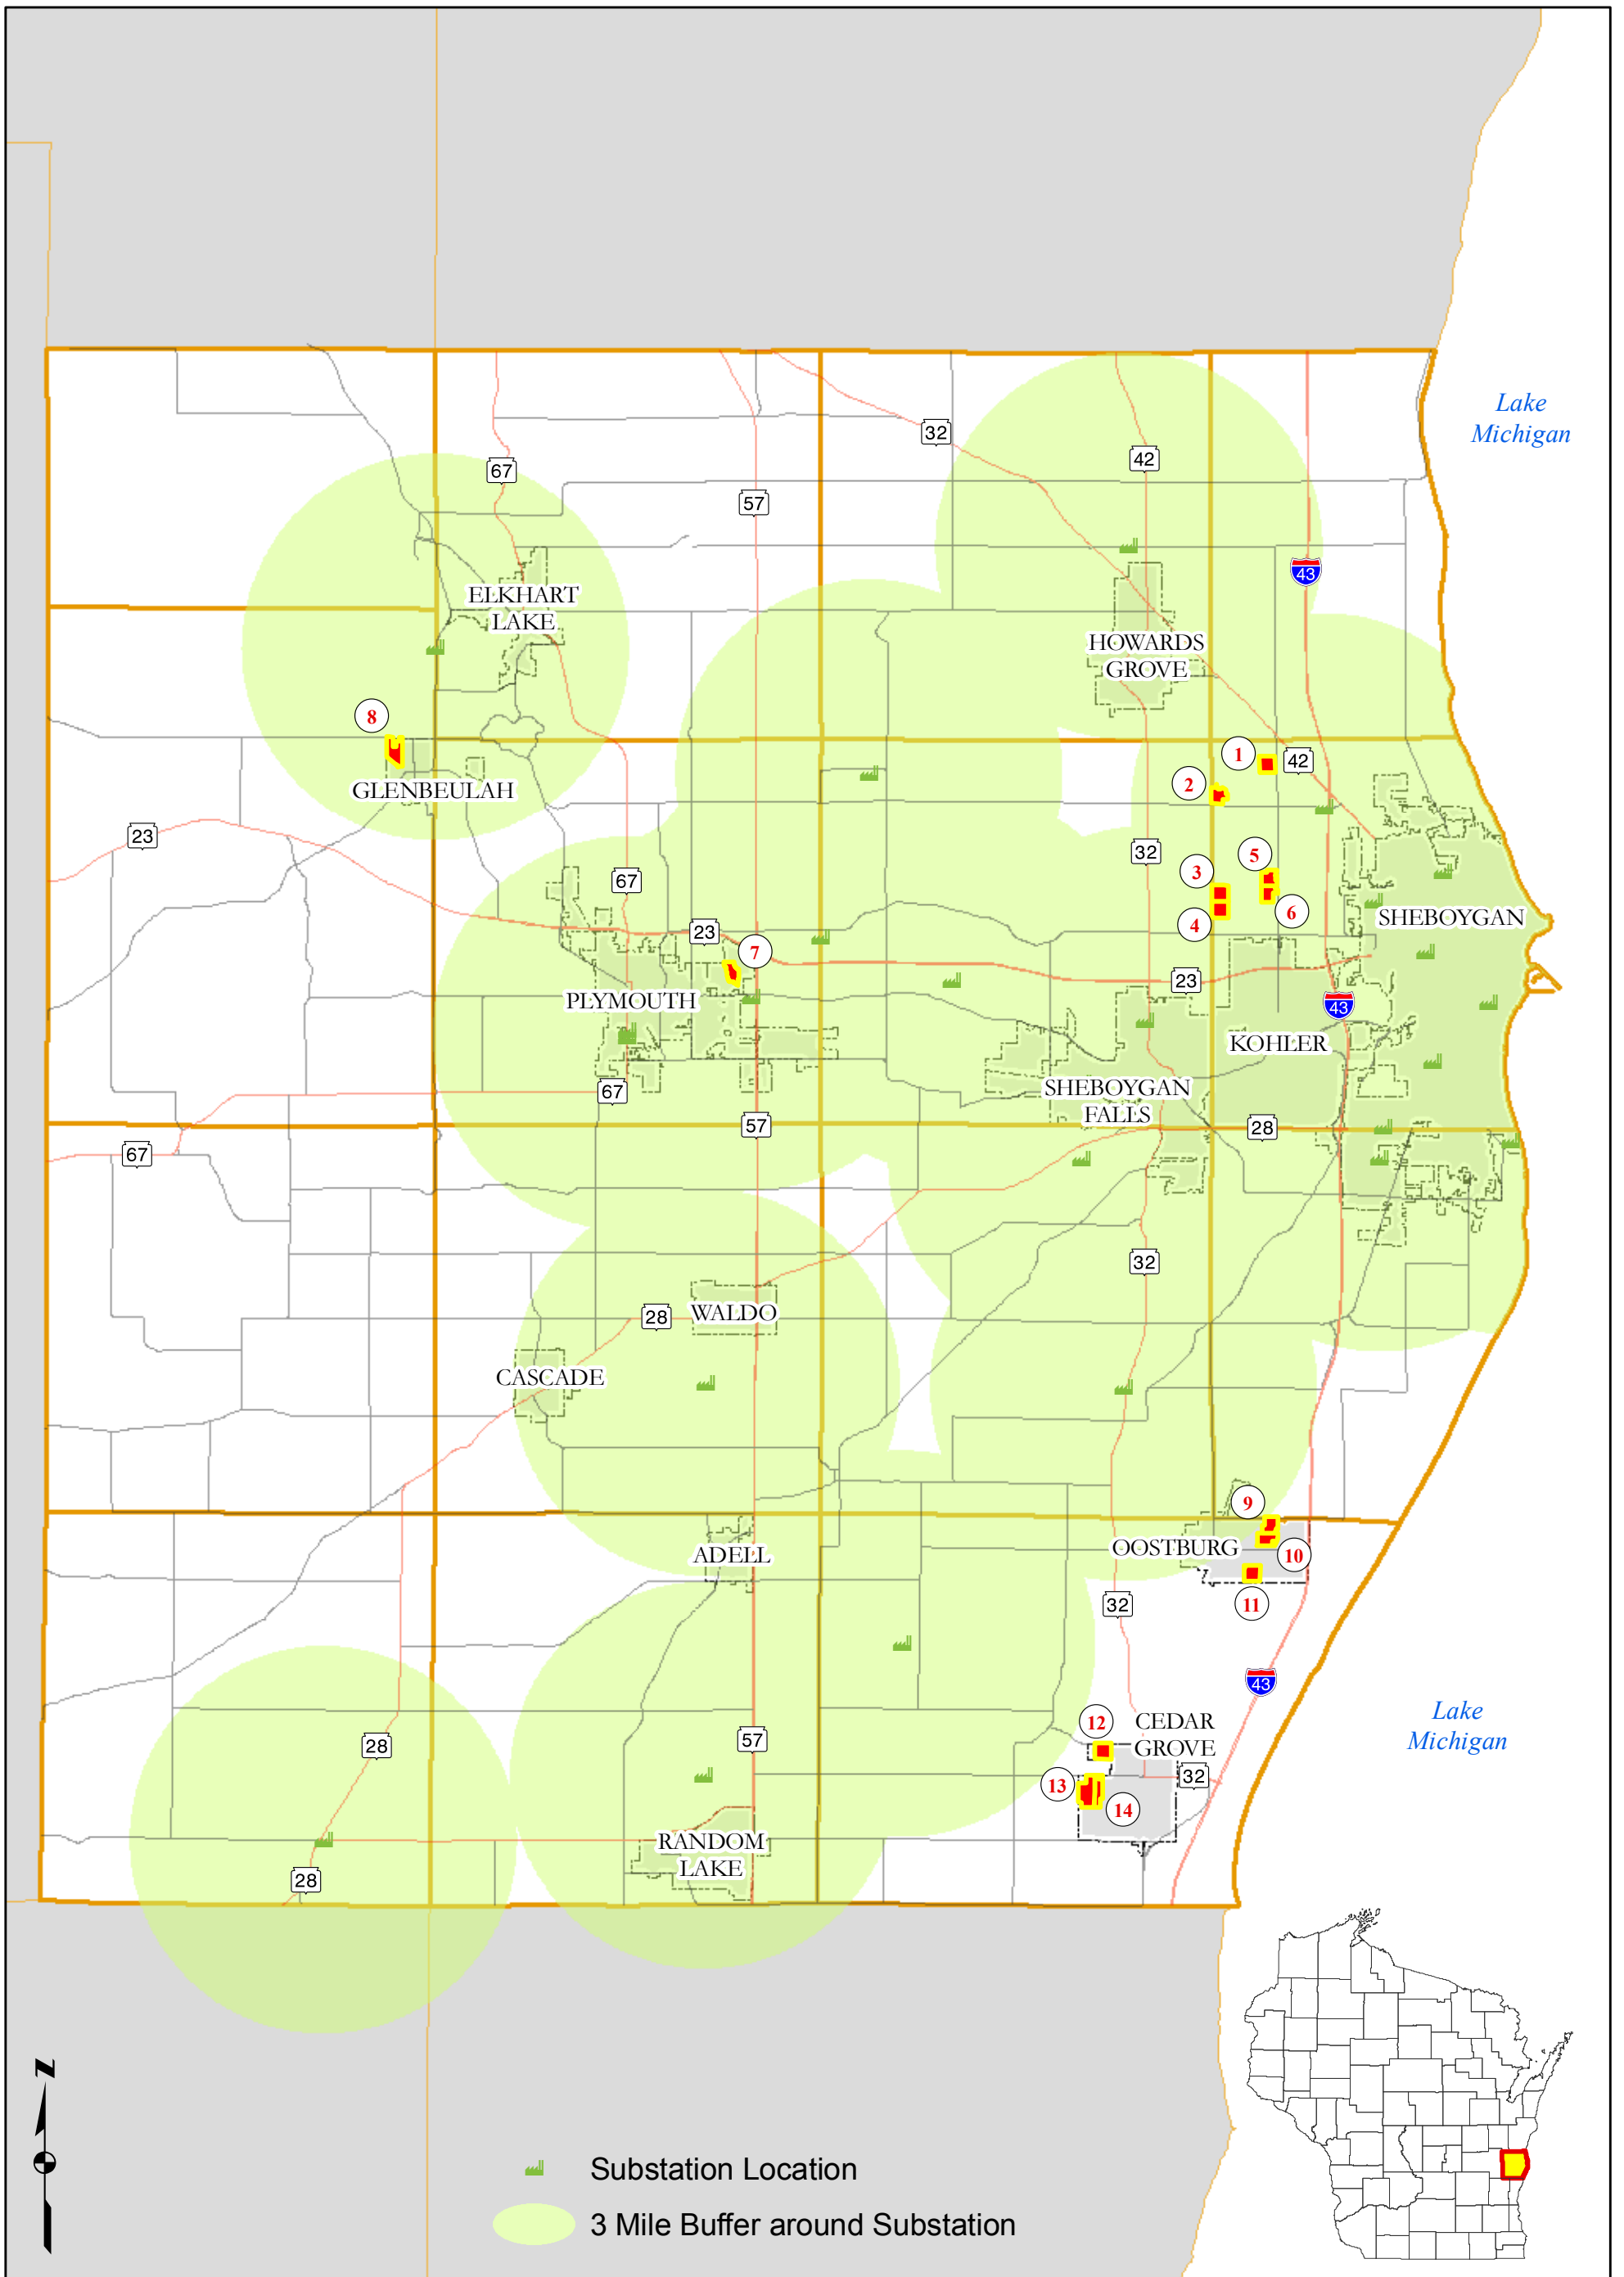 Lake
Michigan
32
42
67
57
43
ELKHART
LAKE
HOWARDS
GROVE
8
1
42
2
GLENBEULAH
23
32
5
3
67
6
SHEBOYGAN
4
23
7
23
PLYMOUTH
43
KOHLER
67
SHEBOYGAN
FALLS
57
28
67
32
28
WALDO
CASCADE
9
OOSTBURG
10
ADELL
11
32
43
Lake
Michigan
12
CEDAR
GROVE
57
28
32
13
14
RANDOM
LAKE
28
N
Substation Location
3 Mile Buffer around Substation